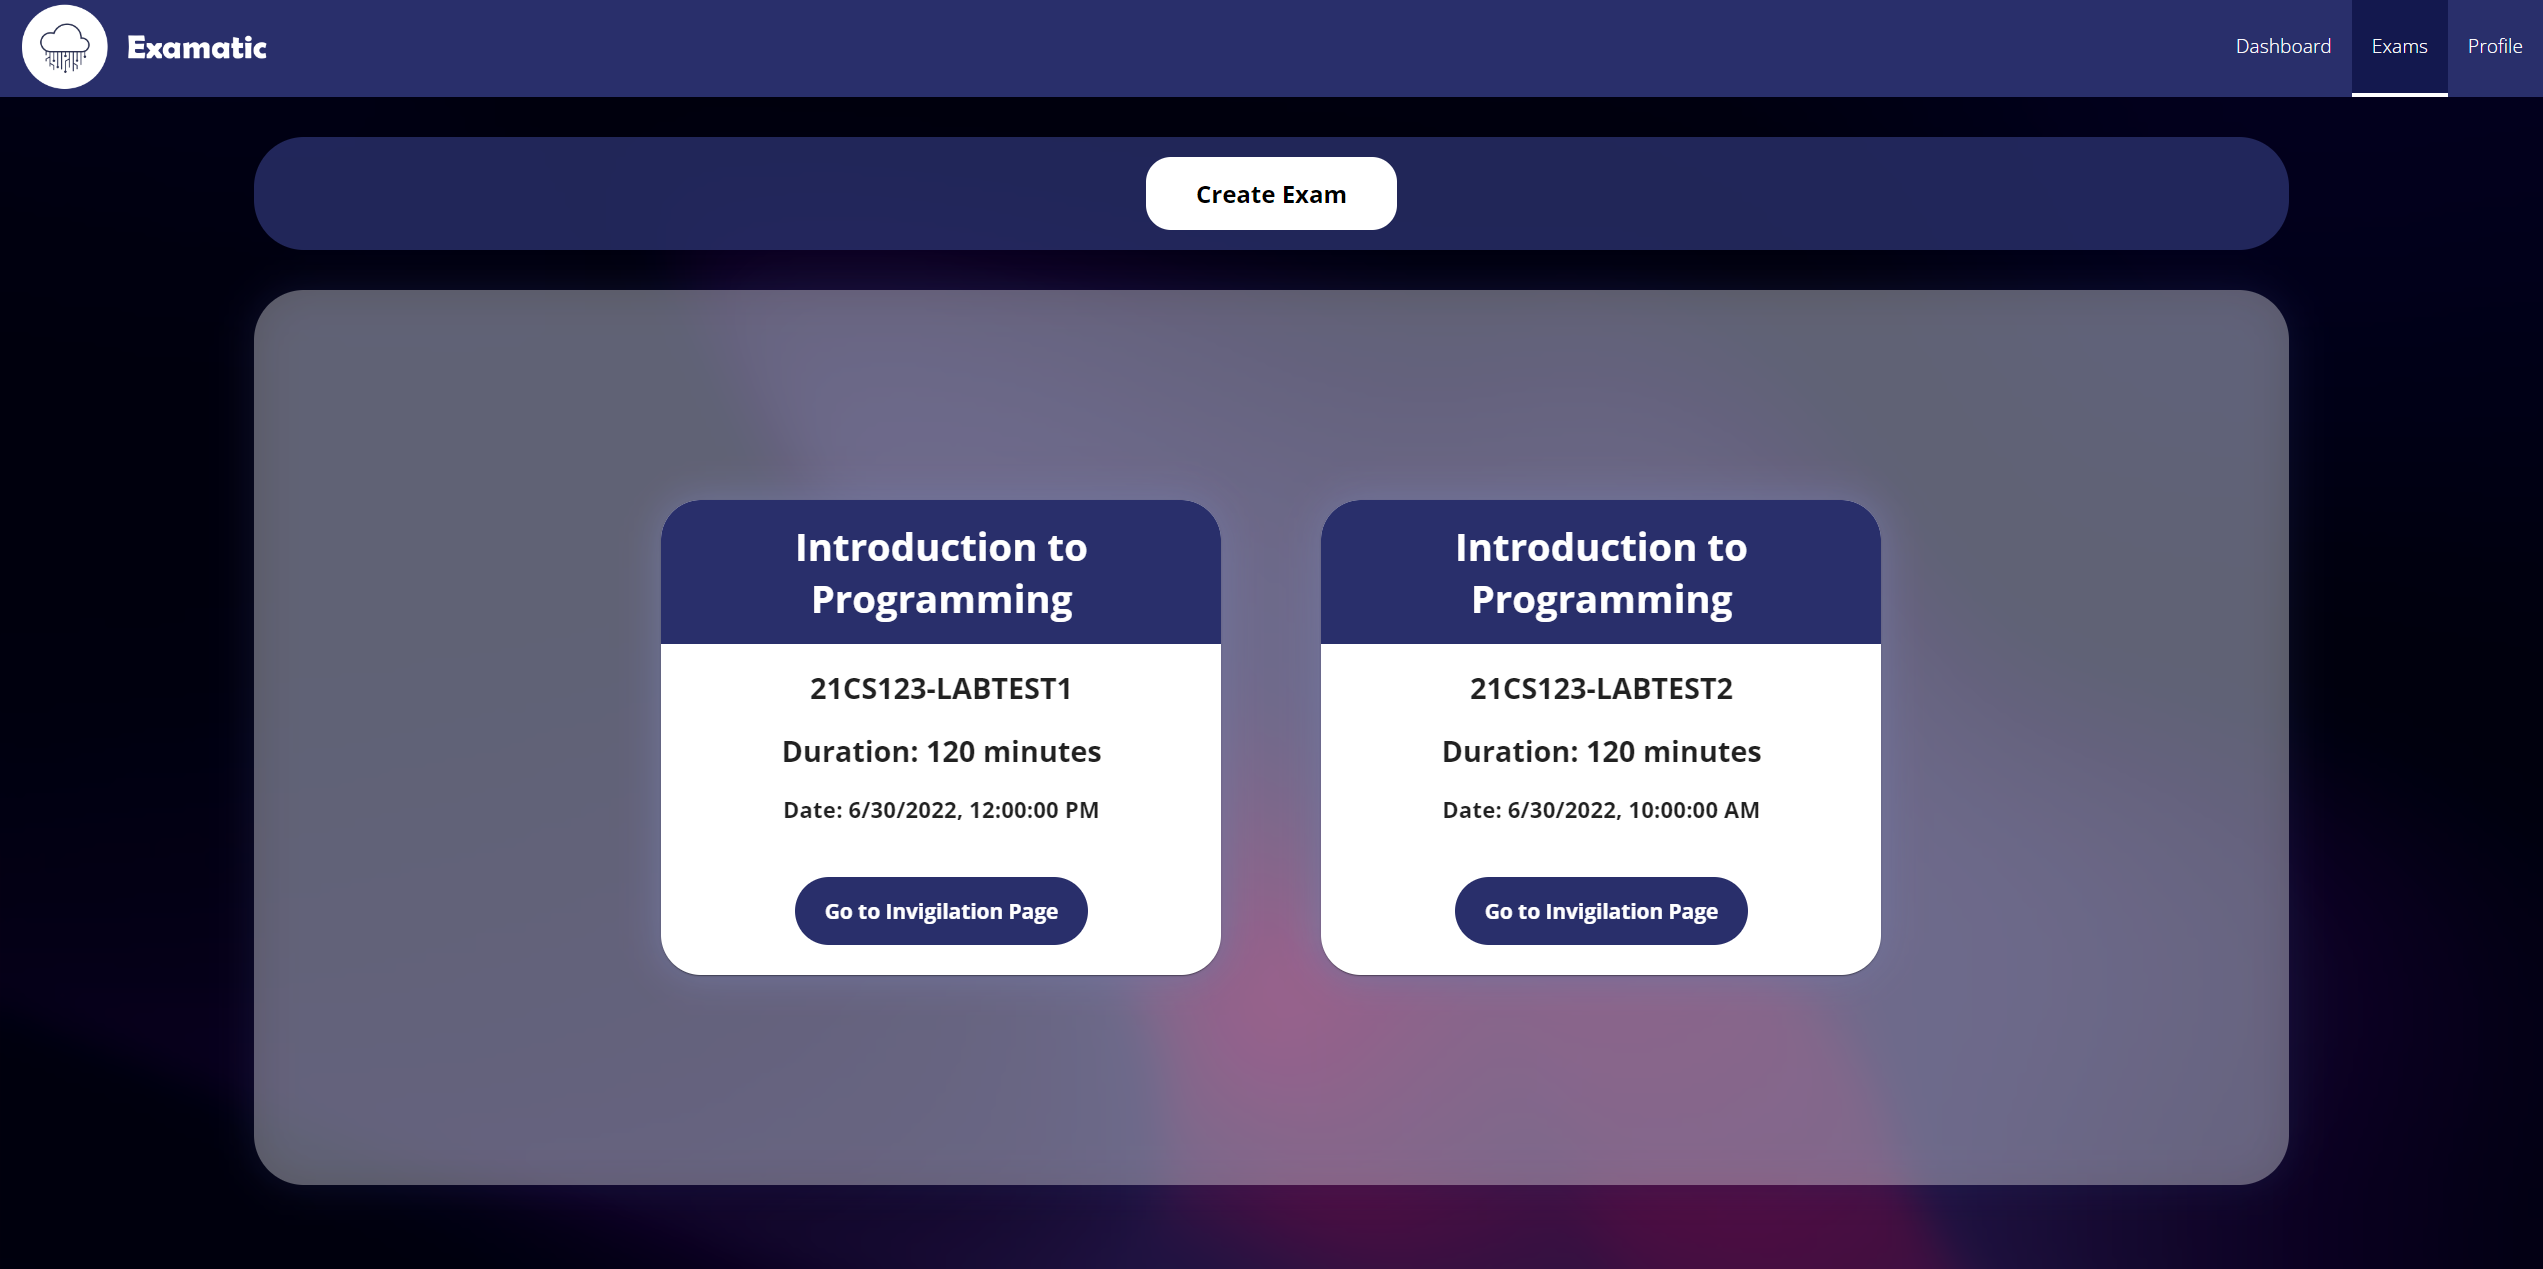 Examatic
Dashboard
Exams
Profile
Create Exam
Introduction to
Programming
21CS123-LABTEST1
Duration: 120 minutes
Date: 6/30/2022, 12:00:00 PM
Go to Invigilation Page
Introduction to
Programming
21CS123-LABTEST2
Duration: 120 minutes
Date: 6/30/2022, 10:00:00 AM
Go to Invigilation Page